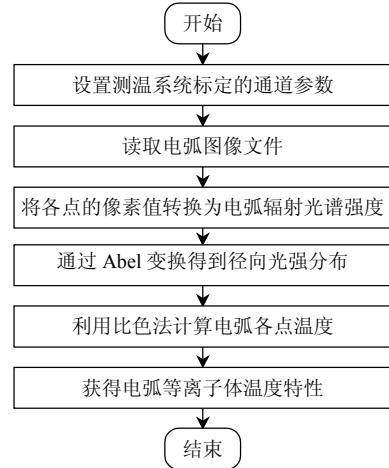 开始
设置测温系统标定的通道参数
读取电弧图像文件
将各点的像素值转换为电弧辐射光谱强度
通过 Abel 变换得到径向光强分布
利用比色法计算电弧各点温度
获得电弧等离子体温度特性
结束